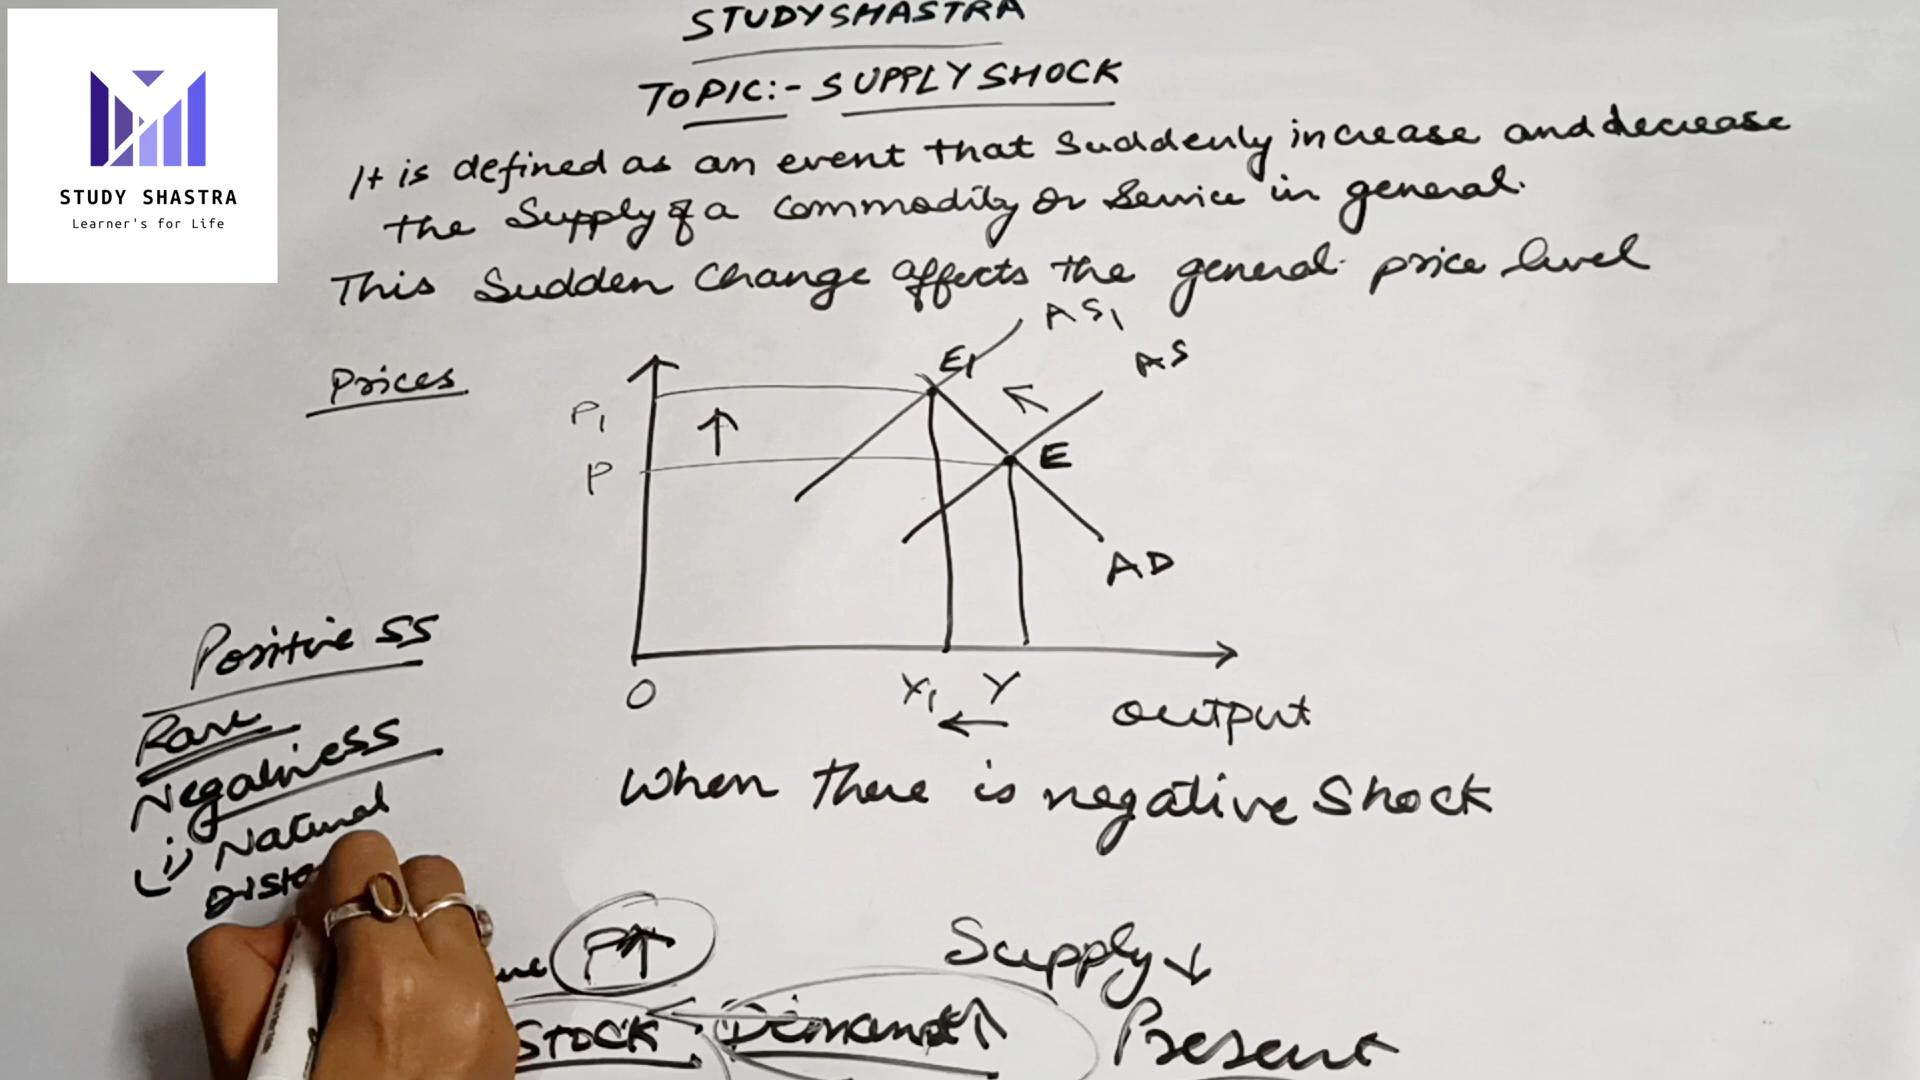 STUDY SHASTRA
Learner's for Life
STUDYSHASTRA
TOPIC:- SUPPLY SHOCK
It is defined as an event that suddenly increase and decrease
the supply of a commodity or service in general.
This sudden change affects the general price level
Prices
P1
P
E1
AS1
AS
E
AD
O
Y1
Y
output
When there is negative shock
Positive SS
Rare
Negative SS
i) Natural
P↑
Supply ↓
STOCK
Demand ↑
Present